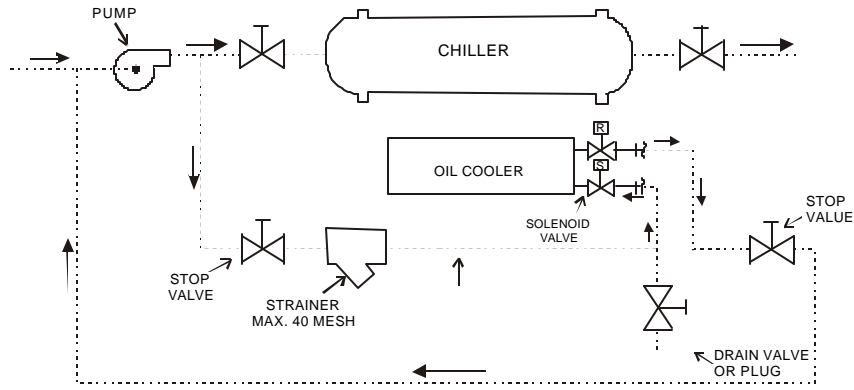 PUMP
CHILLER
R
OIL COOLER
S
SOLENOID
VALVE
STOP
VALUE
STOP
VALVE
STRAINER
MAX. 40 MESH
DRAIN VALVE
OR PLUG